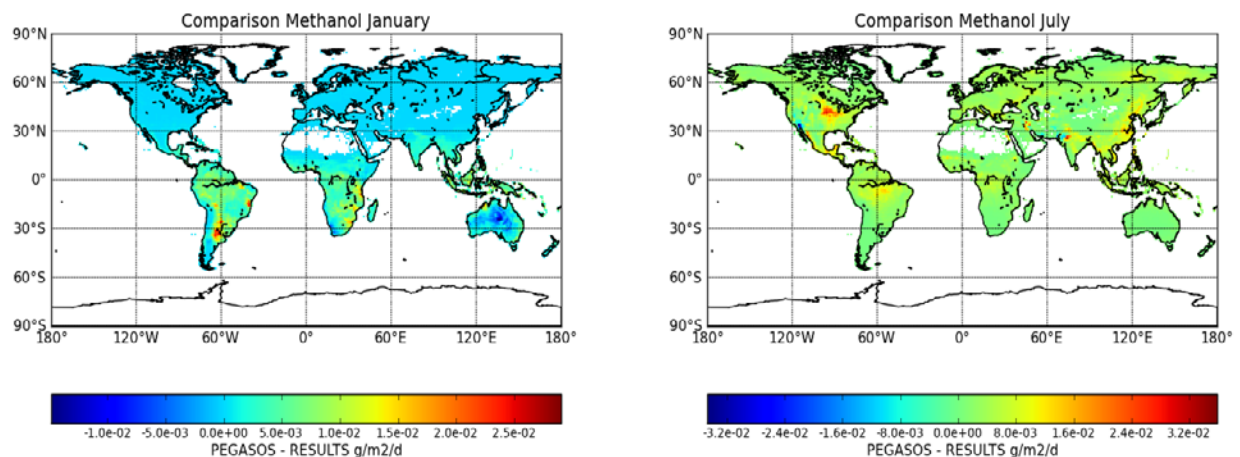 Comparison Methanol January
90°N
60°N
30°N
0°
30°S
60°S
90°S
180° 120°W 60°W 0° 60°E 120°E 180°
-1.0e-02 -5.0e-03 0.0e+00 5.0e-03 1.0e-02 1.5e-02 2.0e-02 2.5e-02
PEGASOS - RESULTS g/m2/d
Comparison Methanol July
90°N
60°N
30°N
0°
30°S
60°S
90°S
180° 120°W 60°W 0° 60°E 120°E 180°
-3.2e-02 -2.4e-02 -1.6e-02 -8.0e-03 0.0e+00 8.0e-03 1.6e-02 2.4e-02 3.2e-02
PEGASOS - RESULTS g/m2/d